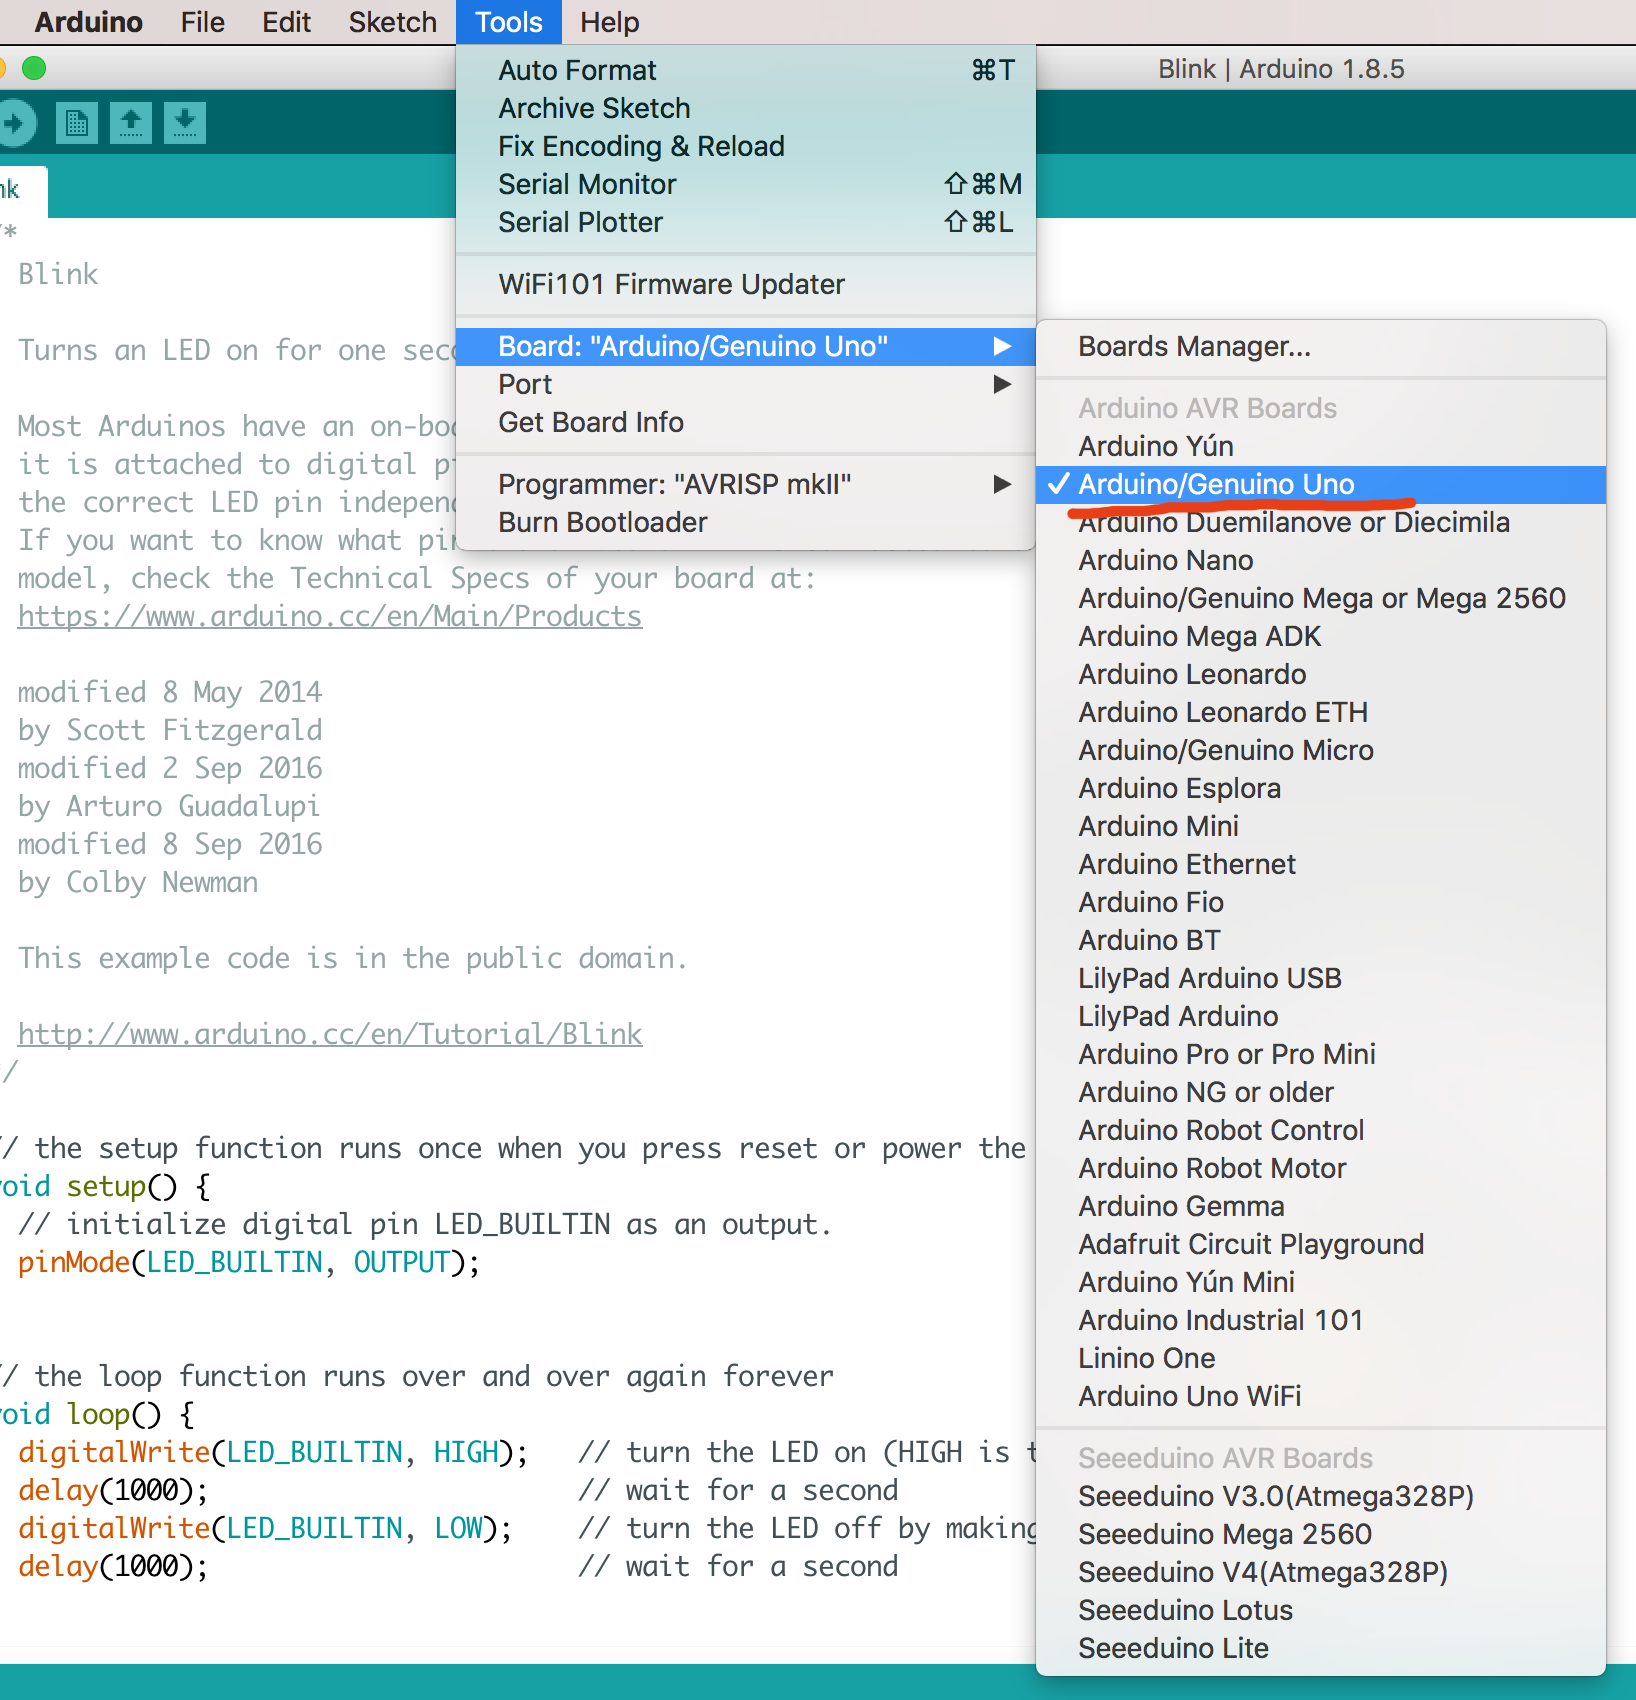 Arduino File Edit Sketch Tools Help
Blink | Arduino 1.8.5
Auto Format ⌘T
Archive Sketch
Fix Encoding & Reload
Serial Monitor ⇧⌘M
Serial Plotter ⇧⌘L
WiFi101 Firmware Updater
Board: "Arduino/Genuino Uno"
Port
Get Board Info
Programmer: "AVRISP mkII"
Burn Bootloader
Boards Manager...
Arduino AVR Boards
Arduino Yún
✓ Arduino/Genuino Uno
Arduino Duemilanove or Diecimila
Arduino Nano
Arduino/Genuino Mega or Mega 2560
Arduino Mega ADK
Arduino Leonardo
Arduino Leonardo ETH
Arduino/Genuino Micro
Arduino Esplora
Arduino Mini
Arduino Ethernet
Arduino Fio
Arduino BT
LilyPad Arduino USB
LilyPad Arduino
Arduino Pro or Pro Mini
Arduino NG or older
Arduino Robot Control
Arduino Robot Motor
Arduino Gemma
Adafruit Circuit Playground
Arduino Yún Mini
Arduino Industrial 101
Linino One
Arduino Uno WiFi
Seeeduino AVR Boards
Seeeduino V3.0(Atmega328P)
Seeeduino Mega 2560
Seeeduino V4(Atmega328P)
Seeeduino Lotus
Seeeduino Lite
nk
/*
Blink
Turns an LED on for one sec
Most Arduinos have an on-bo
it is attached to digital
the correct LED pin indepen
If you want to know what
model, check the Technical Specs of your board at:
https://www.arduino.cc/en/Main/Products
modified 8 May 2014
by Scott Fitzgerald
modified 2 Sep 2016
by Arturo Guadalupi
modified 8 Sep 2016
by Colby Newman
This example code is in the public domain.
http://www.arduino.cc/en/Tutorial/Blink
/
// the setup function runs once when you press reset or power the
void setup() {
// initialize digital pin LED_BUILTIN as an output.
pinMode(LED_BUILTIN, OUTPUT);
// the loop function runs over and over again forever
void loop() {
digitalWrite(LED_BUILTIN, HIGH); // turn the LED on (HIGH is t
delay(1000); // wait for a second
digitalWrite(LED_BUILTIN, LOW); // turn the LED off by making
delay(1000); // wait for a second